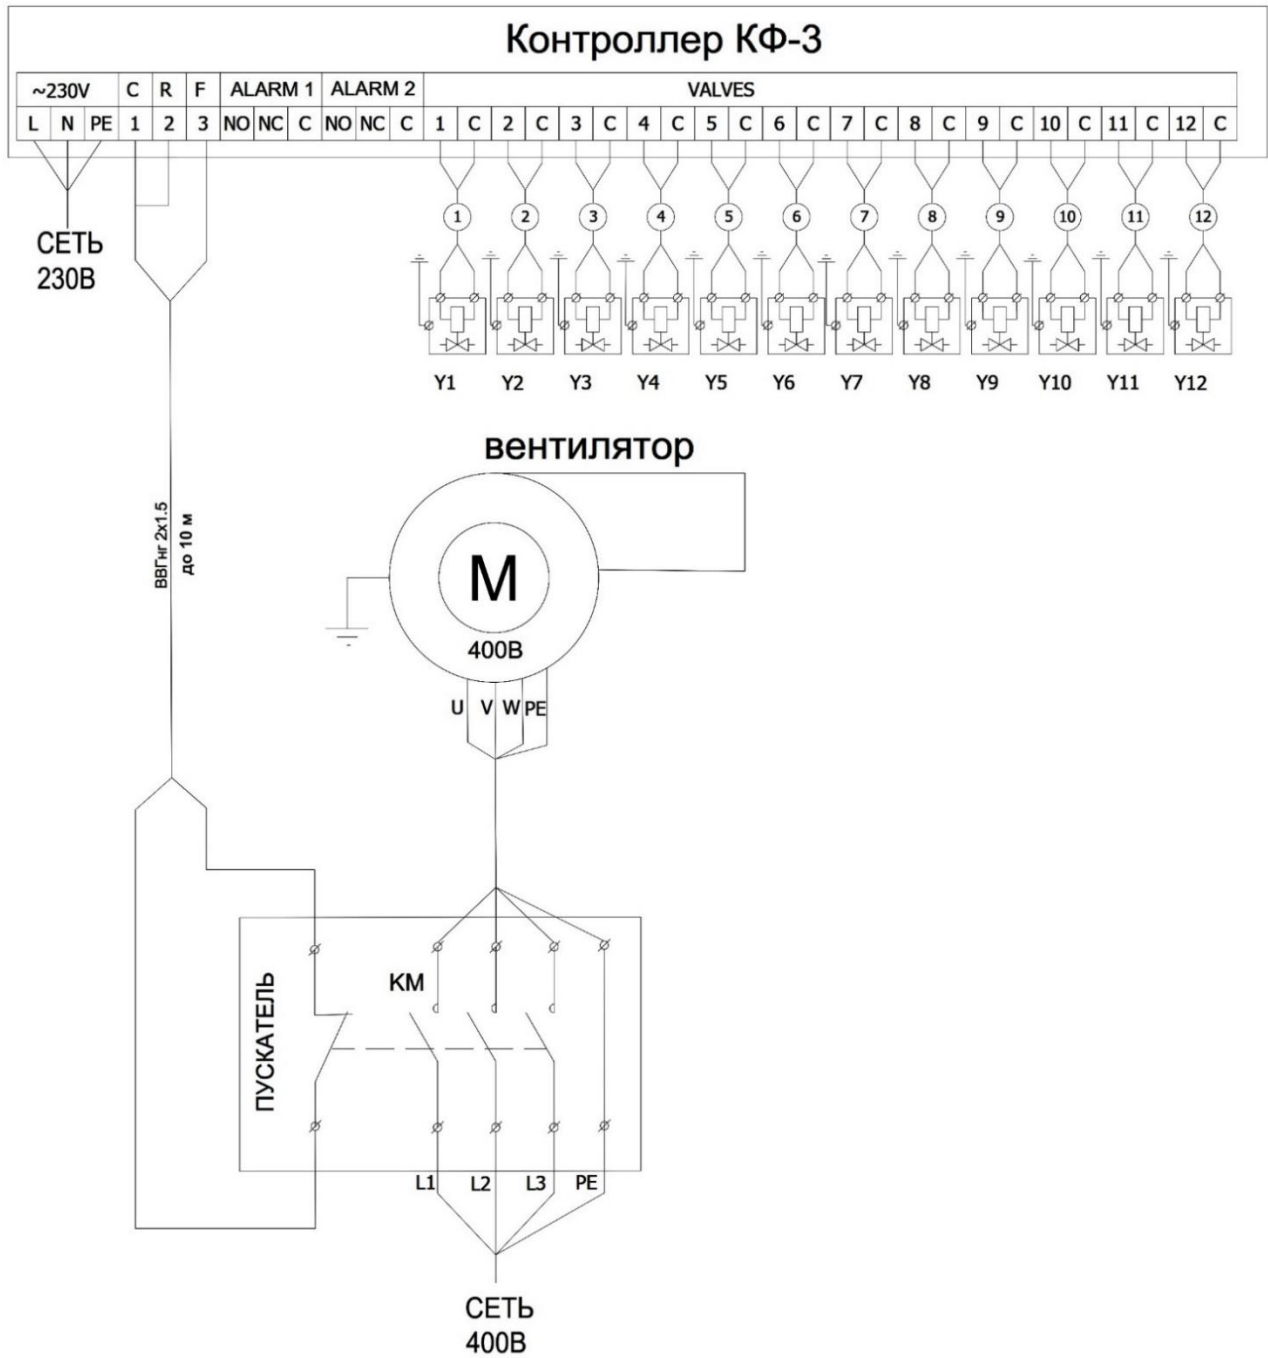 Контроллер КФ-3
~230V C R F ALARM 1 ALARM 2 VALVES
L N PE 1 2 3 NO NC C NO NC C 1 C 2 C 3 C 4 C 5 C 6 C 7 C 8 C 9 C 10 C 11 C 12 C
1 2 3 4 5 6 7 8 9 10 11 12
СЕТЬ
230В
Y1 Y2 Y3 Y4 Y5 Y6 Y7 Y8 Y9 Y10 Y11 Y12
вентилятор
ВВГнг 2х1.5
до 10 м
М
400В
U V W PE
ПУСКАТЕЛЬ
КМ
L1 L2 L3 PE
СЕТЬ
400В